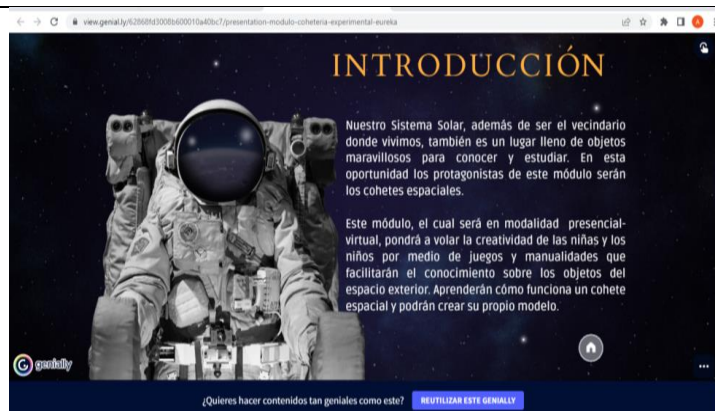 view.genial.ly/62868fd3008b600010a40bc7/presentation-modulo-coheteria-experimental-eureka
INTRODUCCIÓN
Nuestro Sistema Solar, además de ser el vecindario
donde vivimos, también es un lugar lleno de objetos
maravillosos para conocer y estudiar. En esta
oportunidad los protagonistas de este módulo serán
los cohetes espaciales.
Este módulo, el cual será en modalidad presencial-
virtual, pondrá a volar la creatividad de las niñas y los
niños por medio de juegos y manualidades que
facilitarán el conocimiento sobre los objetos del
espacio exterior. Aprenderán cómo funciona un cohete
espacial y podrán crear su propio modelo.
genially
¿Quieres hacer contenidos tan geniales como este? REUTILIZAR ESTE GENIALLY